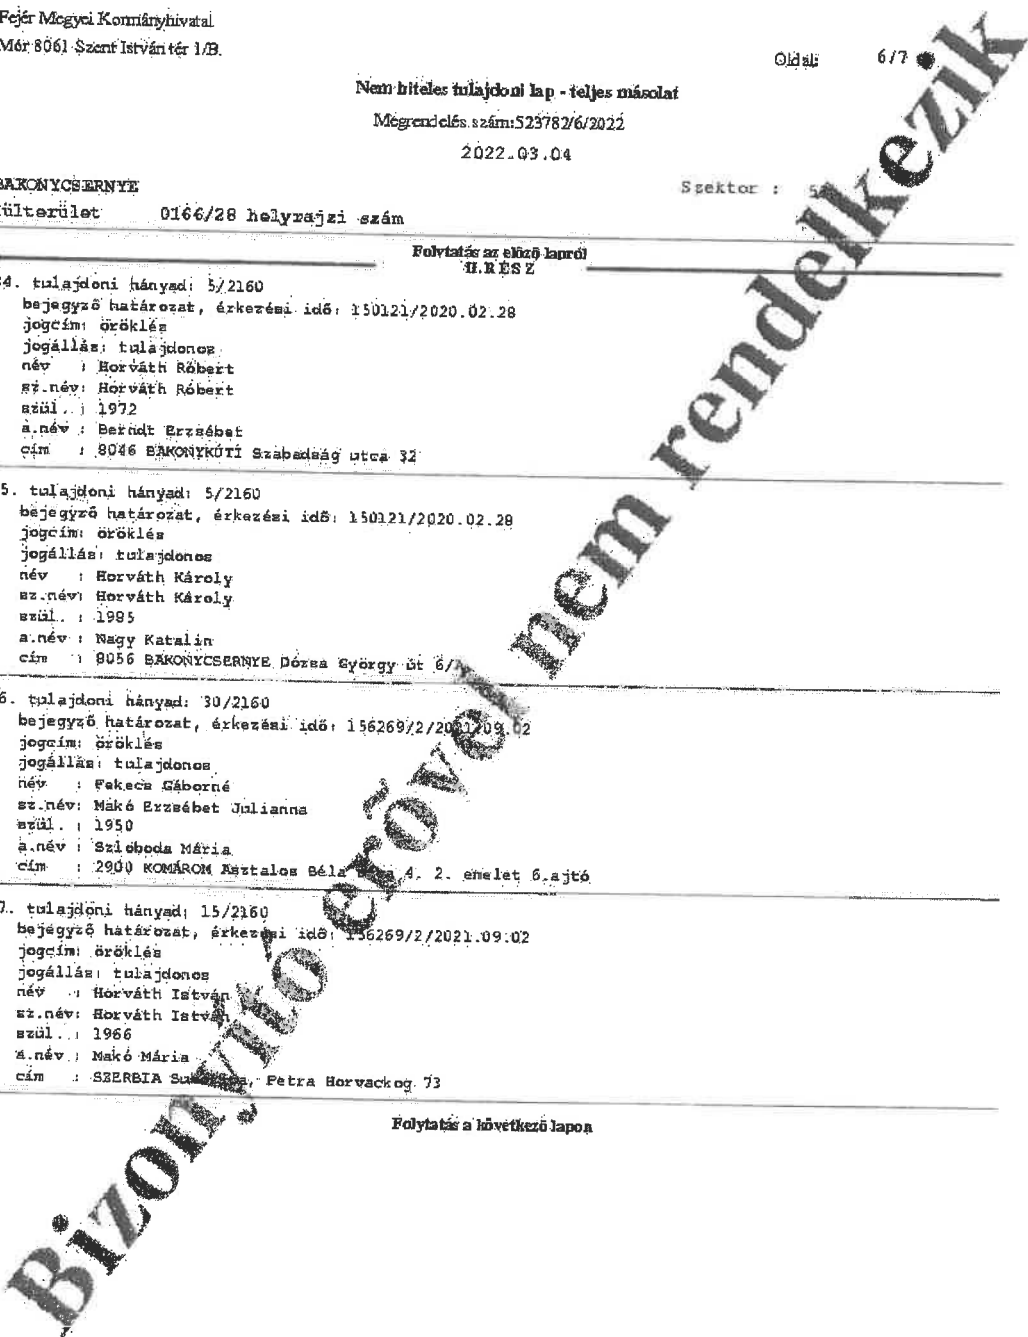 Fejér Megyei Kormányhivatal
Mór 8061 Szent István tér 1/B.
Oldal: 6/7
Nem hiteles tulajdoni lap - teljes másolat
Megrendelés szám:523782/6/2022
2022.03.04
BAKONYCSERNYE
Szektor :
Külterület 0166/28 helyrajzi szám
Folytatás az előző lapról
II.RÉSZ
4. tulajdoni hányad: 5/2160
bejegyző határozat, érkezési idő: 150121/2020.02.28
jogcím: öröklés
jogállás: tulajdonos
név : Horváth Róbert
sz.név: Horváth Róbert
szül. : 1972
a.név : Berndt Erzsébet
cím : 8046 BAKONYKÚTI Szabadság utca 32
5. tulajdoni hányad: 5/2160
bejegyző határozat, érkezési idő: 150121/2020.02.28
jogcím: öröklés
jogállás: tulajdonos
név : Horváth Károly
sz.név: Horváth Károly
szül. : 1985
a.név : Nagy Katalin
cím : 8056 BAKONYCSERNYE Dózsa György út 6/A
6. tulajdoni hányad: 30/2160
bejegyző határozat, érkezési idő: 156269/2/2021.09.02
jogcím: öröklés
jogállás: tulajdonos
név : Fekecs Gáborné
sz.név: Makó Erzsébet Julianna
szül. : 1950
a.név : Szloboda Mária
cím : 2900 KOMÁROM Asztalos Béla 4. 2. emelet 6.ajtó
7. tulajdoni hányad: 15/2160
bejegyző határozat, érkezési idő: 156269/2/2021.09.02
jogcím: öröklés
jogállás: tulajdonos
név : Horváth István
sz.név: Horváth István
szül. : 1966
a.név : Makó Mária
cím : SZERBIA Petra Horvackog 73
Folytatás a következő lapon
Bizonyító erővel nem rendelkezik